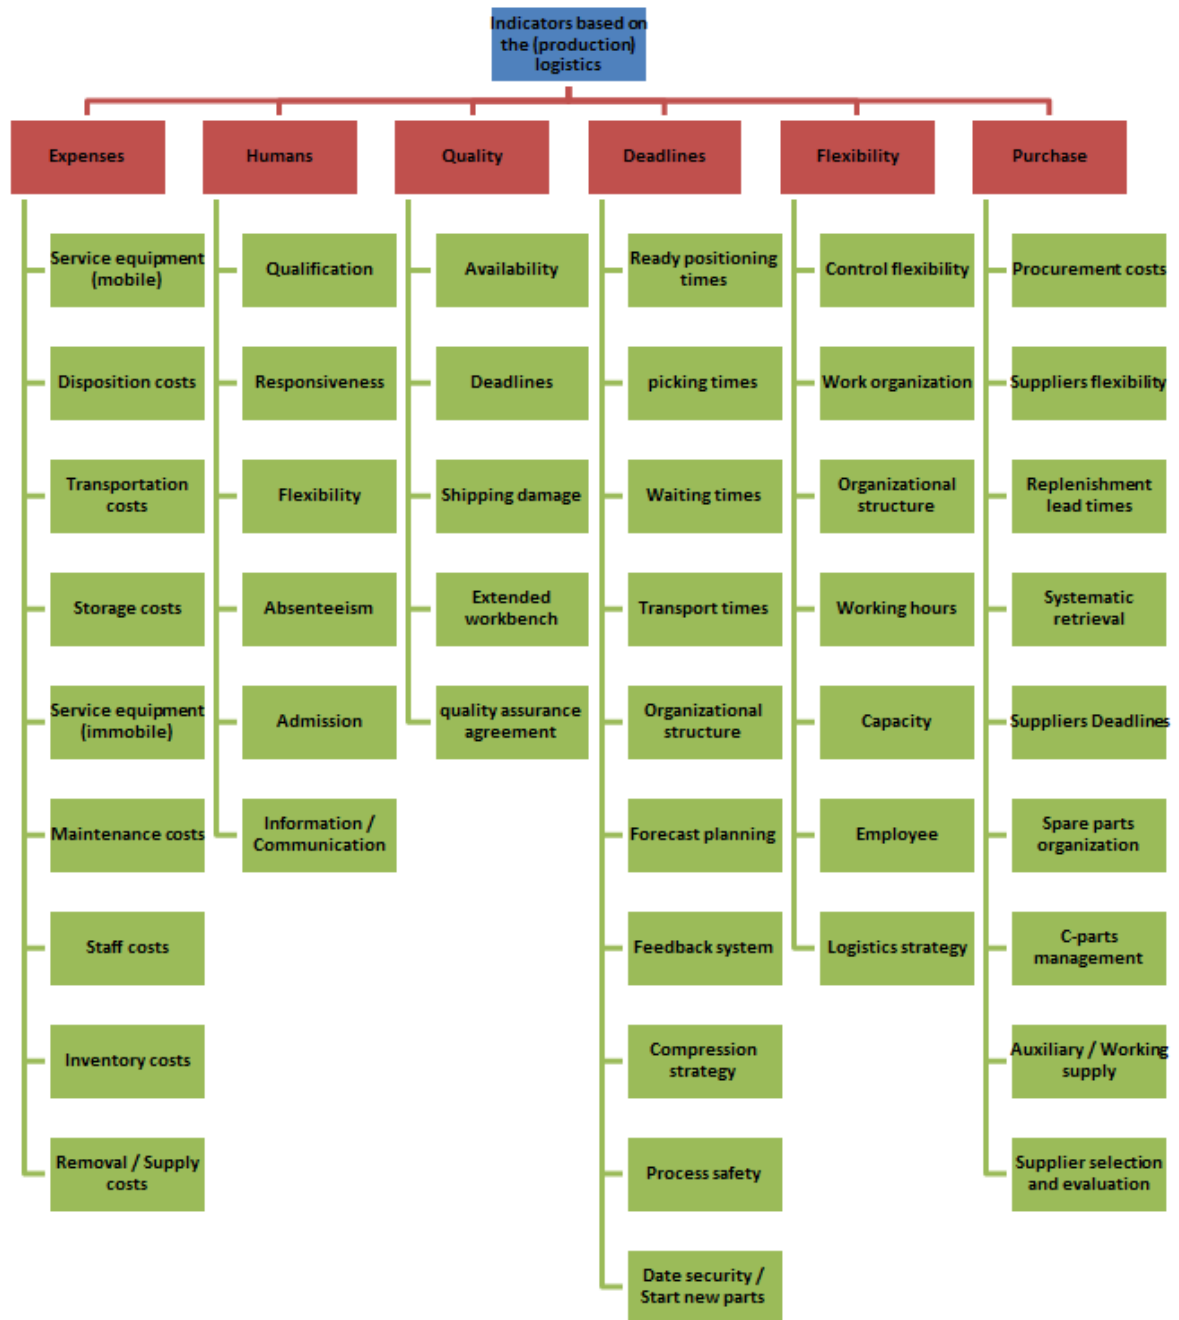 Indicators based on
the (production)
logistics
Expenses
Humans
Quality
Deadlines
Flexibility
Purchase
Service equipment
(mobile)
Disposition costs
Transportation
costs
Storage costs
Service equipment
(immobile)
Maintenance costs
Staff costs
Inventory costs
Removal / Supply
costs
Qualification
Responsiveness
Flexibility
Absenteeism
Admission
Information /
Communication
Availability
Deadlines
Shipping damage
Extended
workbench
quality assurance
agreement
Ready positioning
times
picking times
Waiting times
Transport times
Organizational
structure
Forecast planning
Feedback system
Compression
strategy
Process safety
Date security /
Start new parts
Control flexibility
Work organization
Organizational
structure
Working hours
Capacity
Employee
Logistics strategy
Procurement costs
Suppliers flexibility
Replenishment
lead times
Systematic
retrieval
Suppliers Deadlines
Spare parts
organization
C-parts
management
Auxiliary / Working
supply
Supplier selection
and evaluation